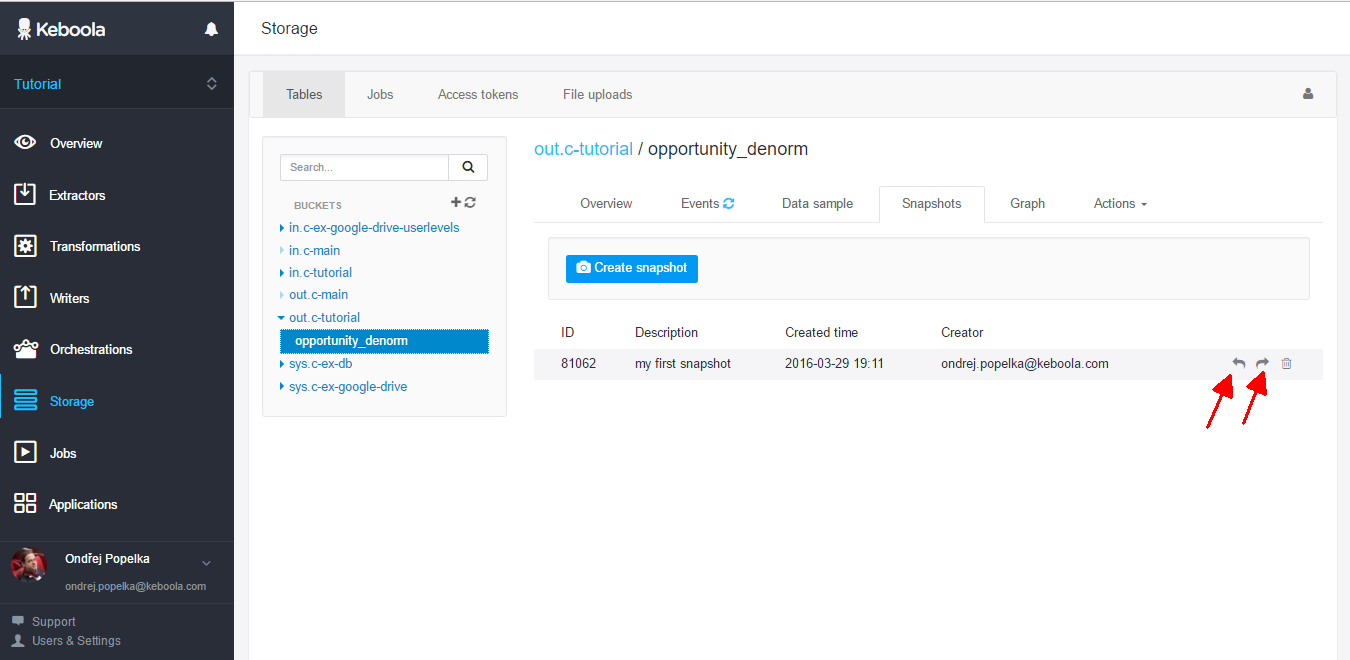 Keboola
Storage
Tutorial
Overview
Extractors
Transformations
Writers
Orchestrations
Storage
Jobs
Applications
Ondřej Popelka
ondrej.popelka@keboola.com
Support
Users & Settings
Tables Jobs Access tokens File uploads
Search...
BUCKETS
in.c-ex-google-drive-userlevels
in.c-main
in.c-tutorial
out.c-main
out.c-tutorial
opportunity_denorm
sys.c-ex-db
sys.c-ex-google-drive
out.c-tutorial / opportunity_denorm
Overview Events Data sample Snapshots Graph Actions
Create snapshot
ID Description Created time Creator
81062 my first snapshot 2016-03-29 19:11 ondrej.popelka@keboola.com